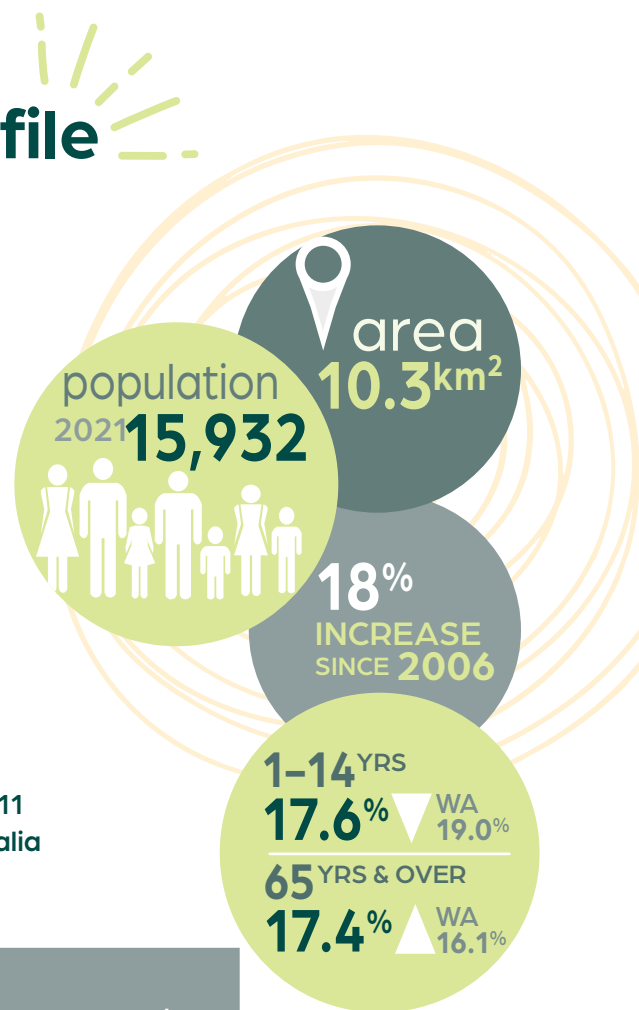 file
area
10.3km²
population
2021 15,932
18%
INCREASE
SINCE 2006
1–14 YRS
17.6% WA 19.0%
65 YRS & OVER
17.4% WA 16.1%
11
alia